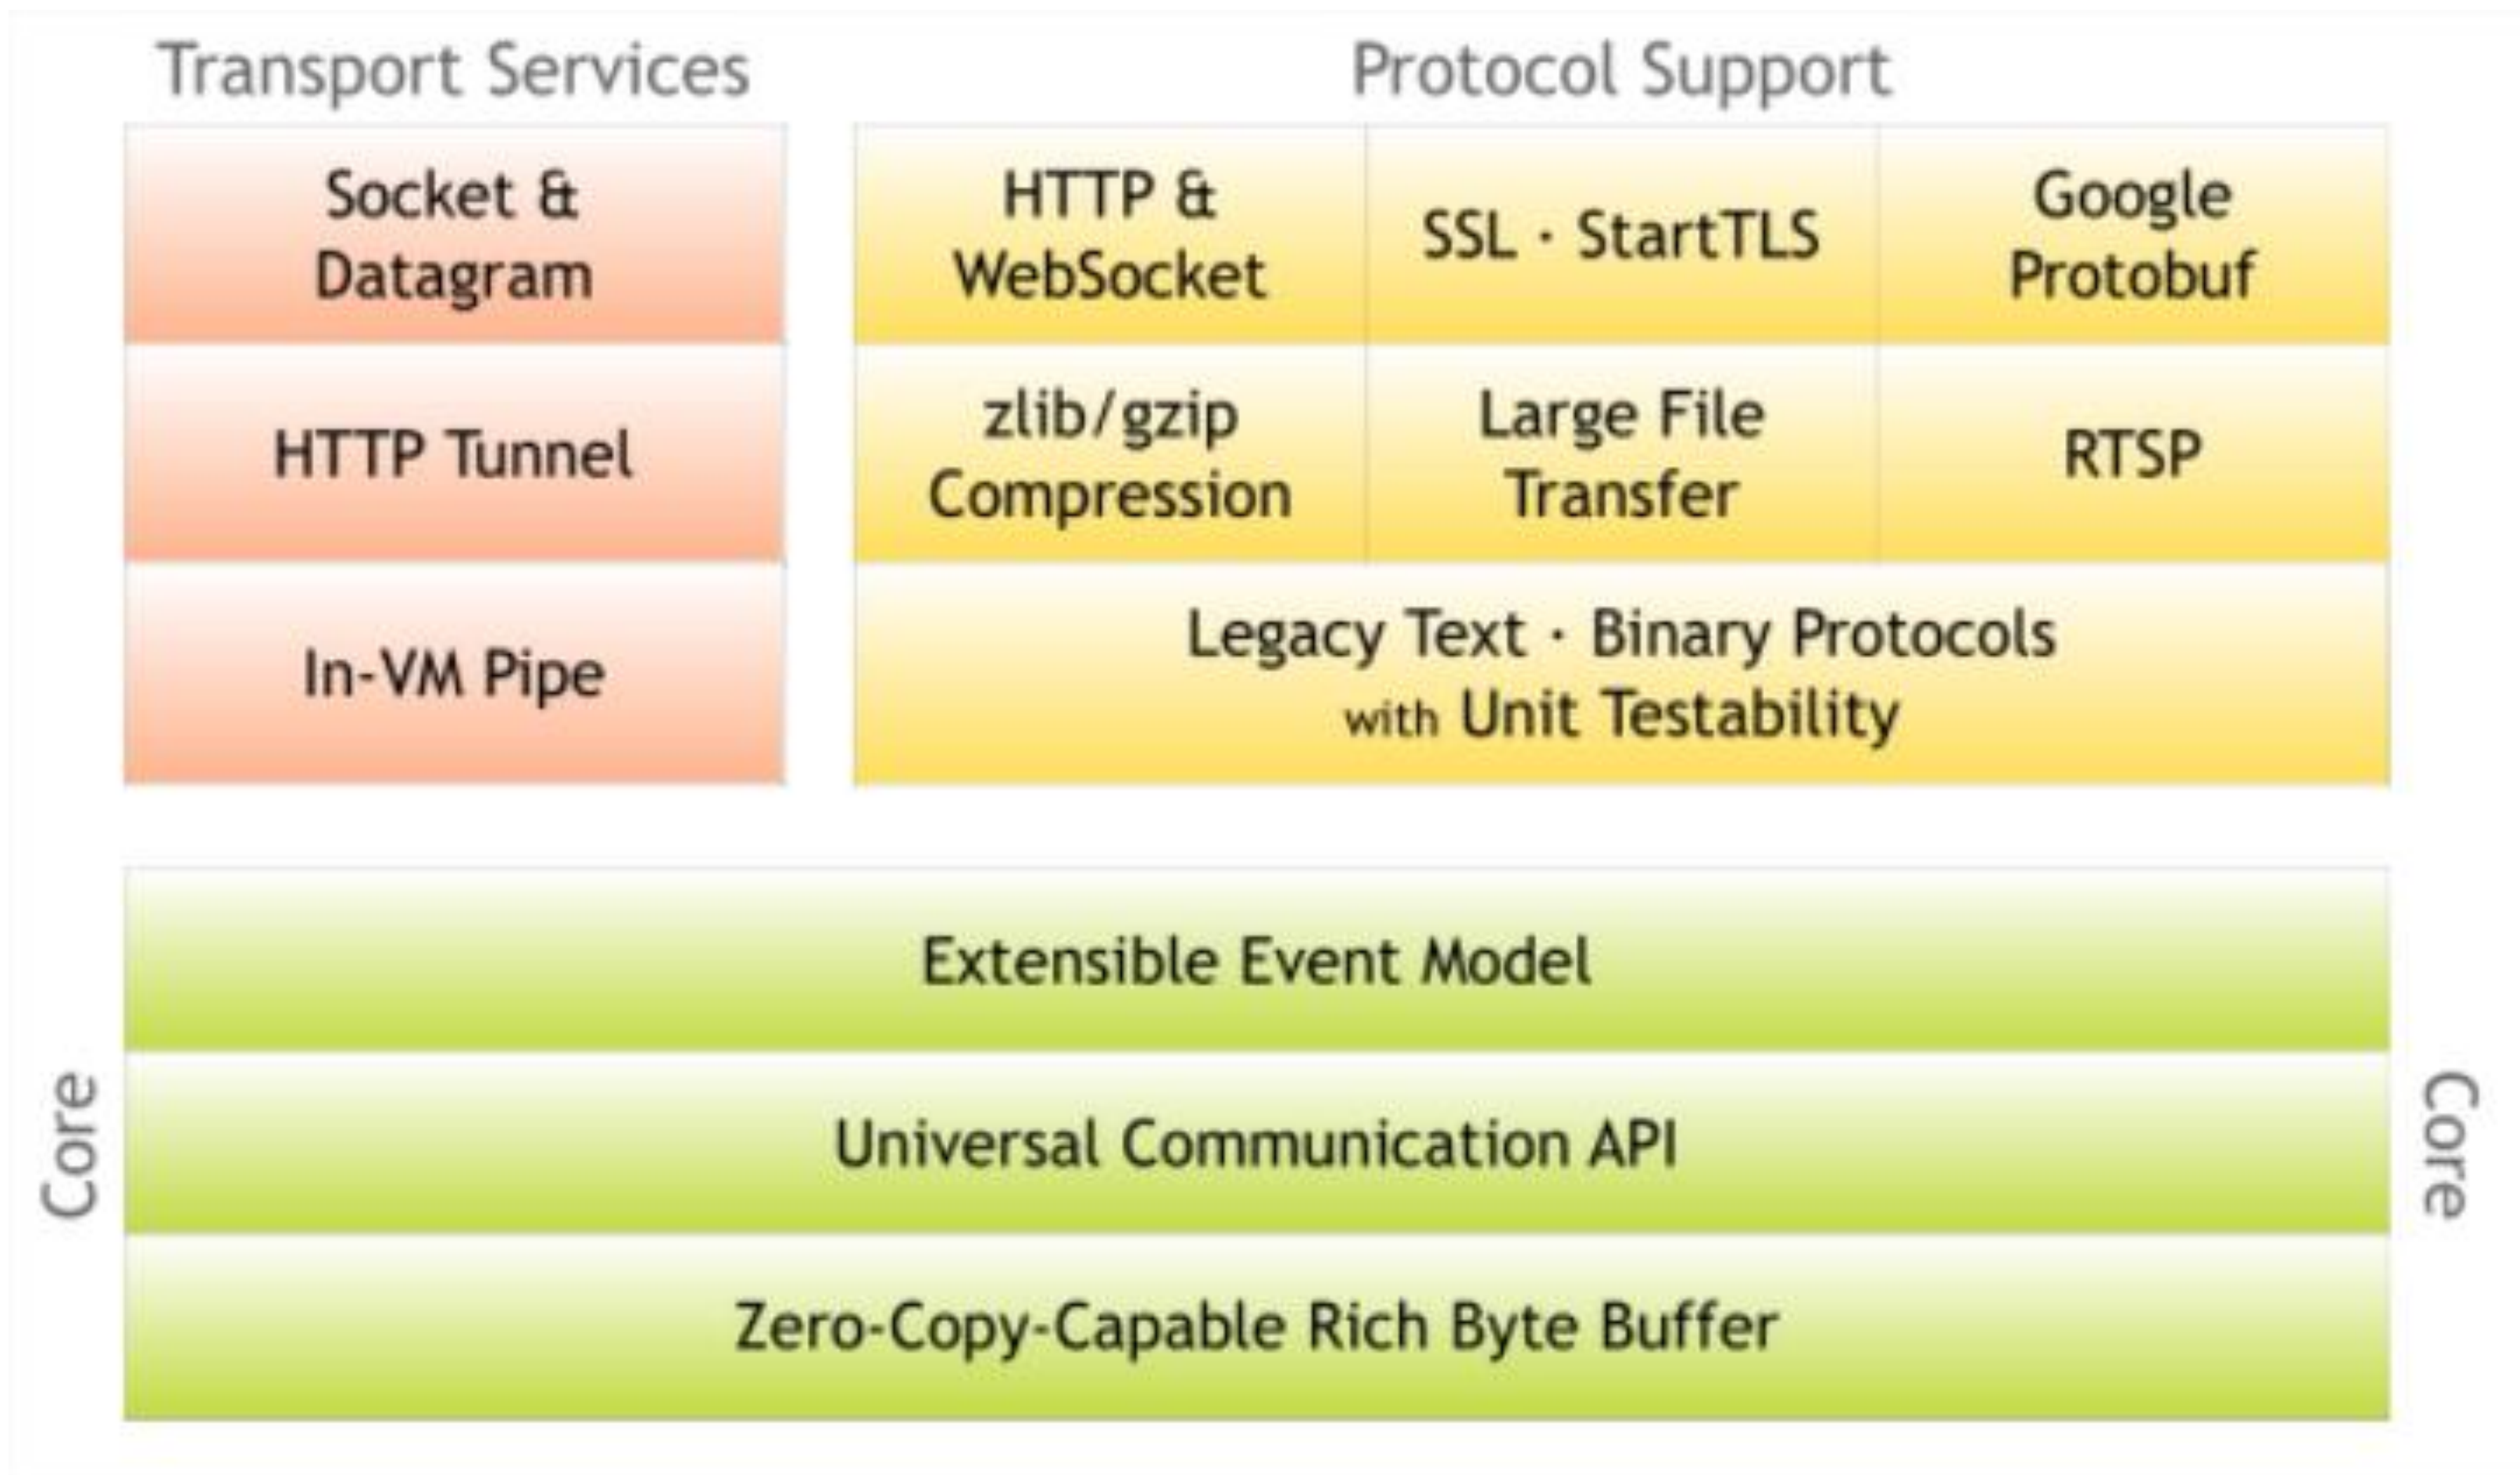 Transport Services
Protocol Support
Socket &
Datagram
HTTP Tunnel
In-VM Pipe
HTTP &
WebSocket
SSL · StartTLS
Google
Protobuf
zlib/gzip
Compression
Large File
Transfer
RTSP
Legacy Text · Binary Protocols
with Unit Testability
Core
Extensible Event Model
Universal Communication API
Zero-Copy-Capable Rich Byte Buffer
Core